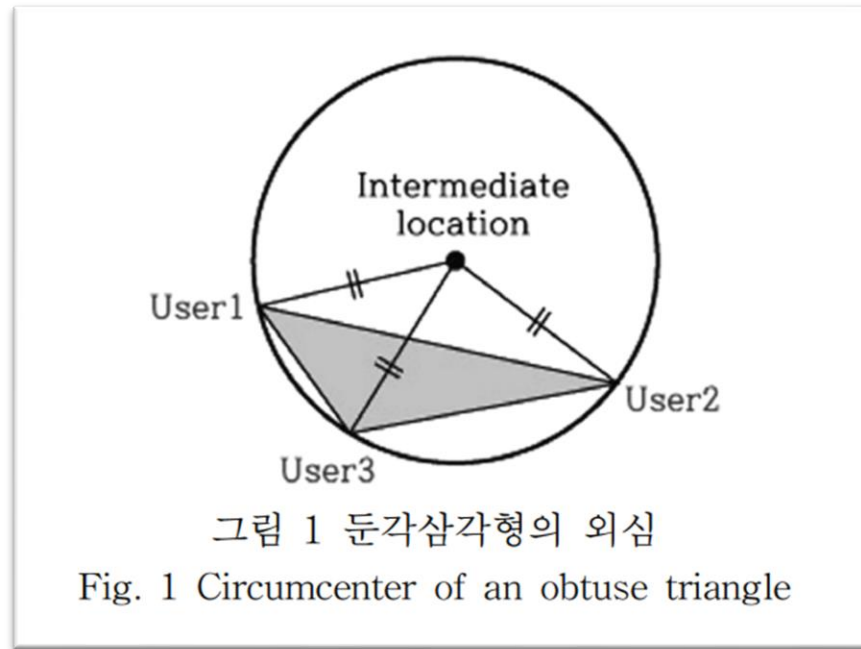 Intermediate
location
User1
User2
User3
그림 1 둔각삼각형의 외심
Fig. 1 Circumcenter of an obtuse triangle